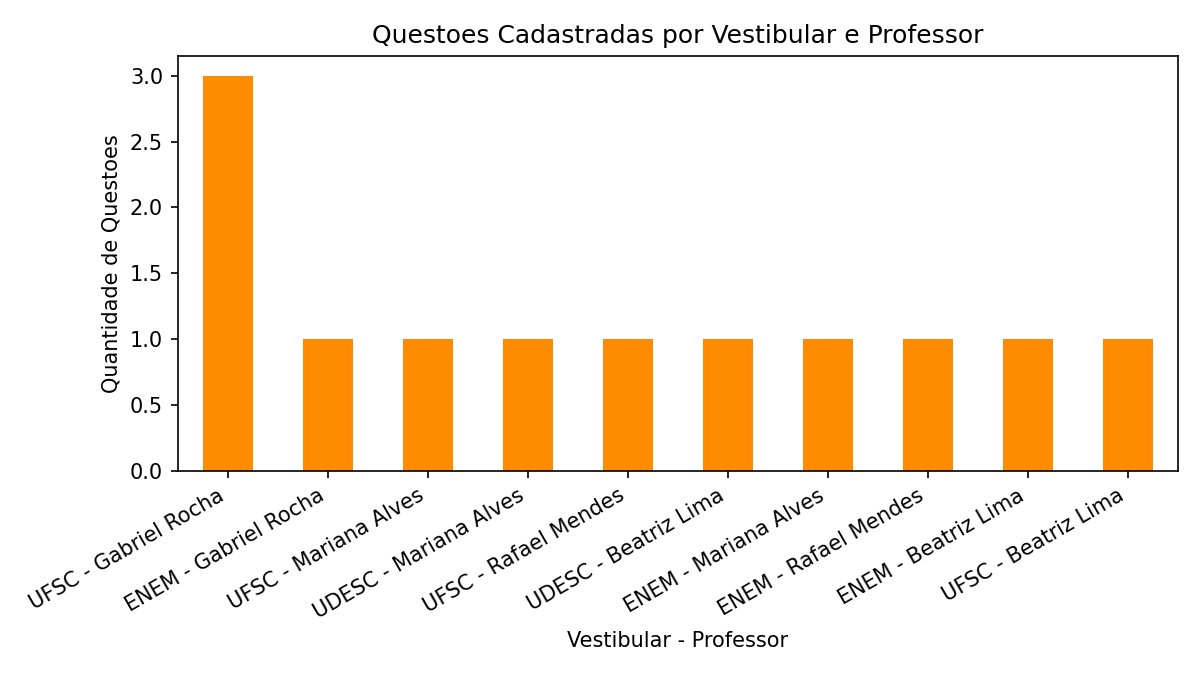 Questoes Cadastradas por Vestibular e Professor
Quantidade de Questoes
3.0
2.5
2.0
1.5
1.0
0.5
0.0
UFSC - Gabriel Rocha
ENEM - Gabriel Rocha
UFSC - Mariana Alves
UDESC - Mariana Alves
UFSC - Rafael Mendes
UDESC - Beatriz Lima
ENEM - Mariana Alves
ENEM - Rafael Mendes
ENEM - Beatriz Lima
UFSC - Beatriz Lima
Vestibular - Professor